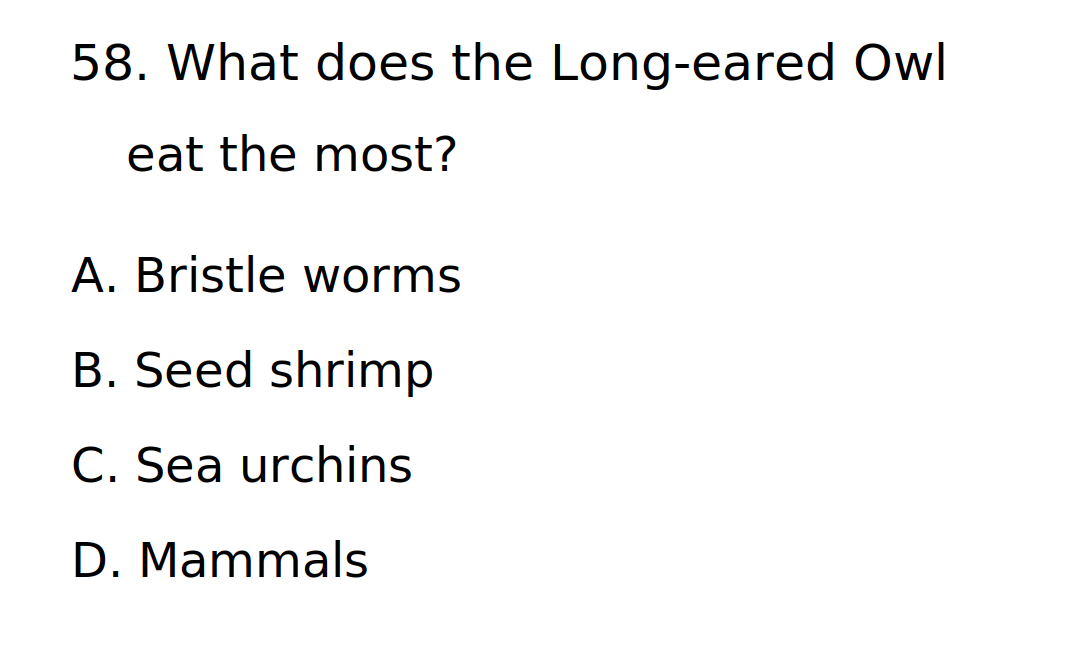 58. What does the Long-eared Owl
eat the most?
A. Bristle worms
B. Seed shrimp
C. Sea urchins
D. Mammals